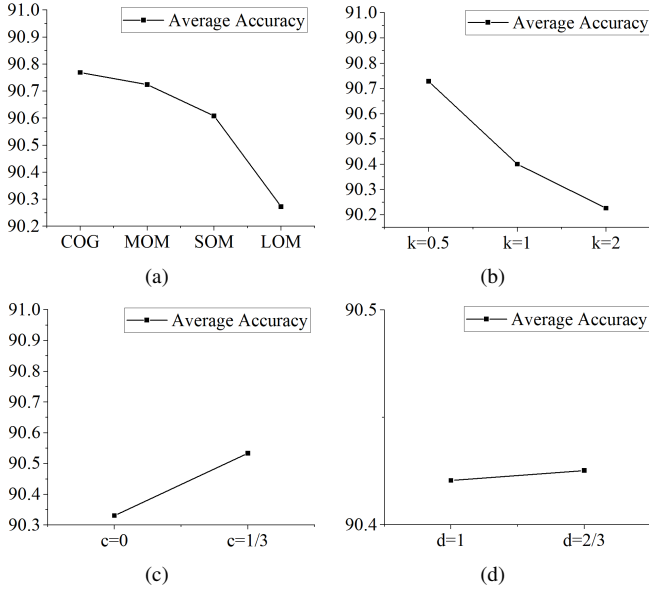 91.0
90.9
90.8
90.7
90.6
90.5
90.4
90.3
90.2
Average Accuracy
COG MOM SOM LOM
(a)
91.0
90.9
90.8
90.7
90.6
90.5
90.4
90.3
90.2
Average Accuracy
k=0.5 k=1 k=2
(b)
91.0
90.9
90.8
90.7
90.6
90.5
90.4
90.3
Average Accuracy
c=0 c=1/3
(c)
90.5
90.4
Average Accuracy
d=1 d=2/3
(d)